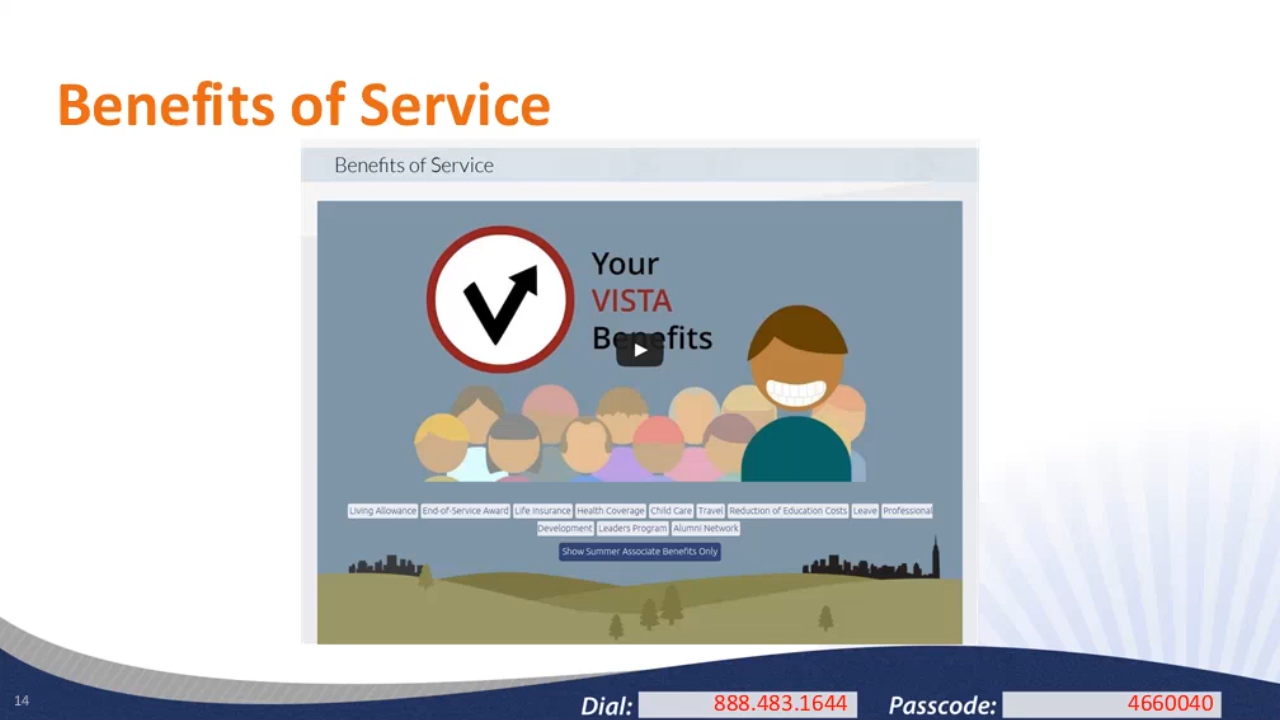 Benefits of Service
Benefits of Service
Your
VISTA
Benefits
Living Allowance End-of-Service Award Life Insurance Health Coverage Child Care Travel Reduction of Education Costs Leave Professional
Development Leaders Program Alumni Network
Show Summer Associate Benefits Only
14
Dial: 888.483.1644 Passcode: 4660040